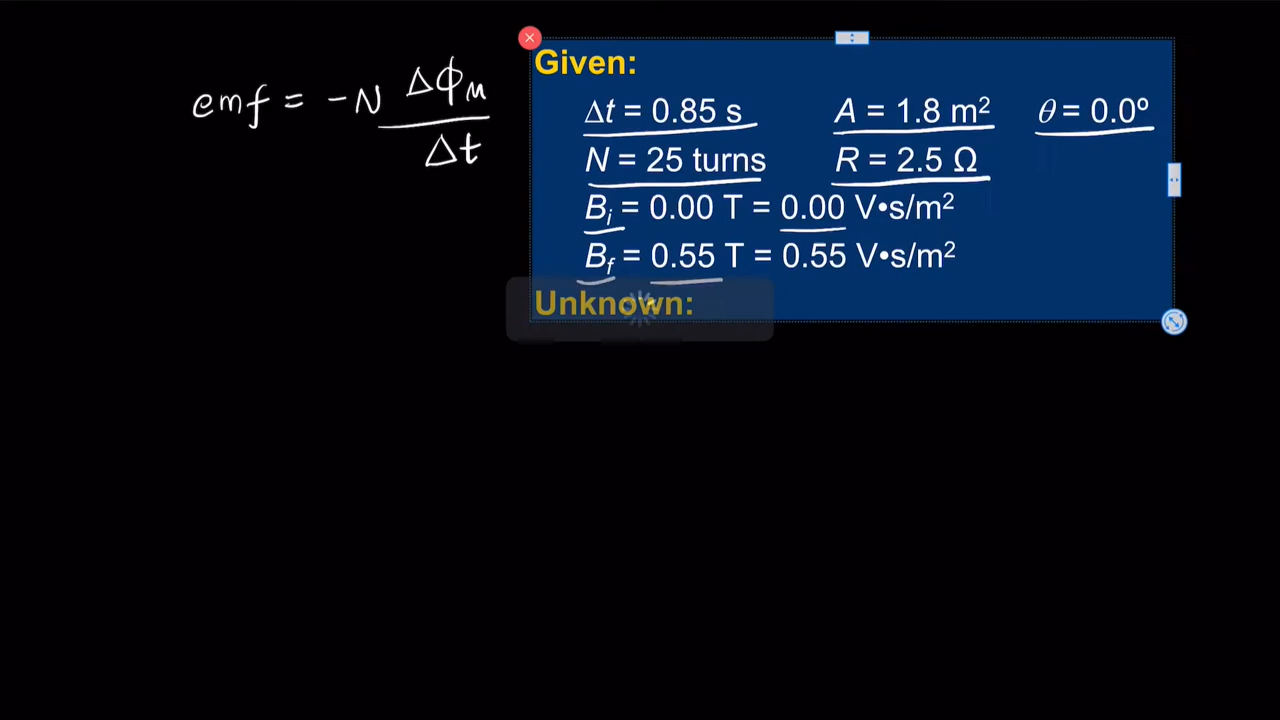 emf = -N ΔϕM / Δt
Given:
Δt = 0.85 s A = 1.8 m² θ = 0.0º
N = 25 turns R = 2.5 Ω
Bi = 0.00 T = 0.00 V•s/m²
Bf = 0.55 T = 0.55 V•s/m²
Unknown: